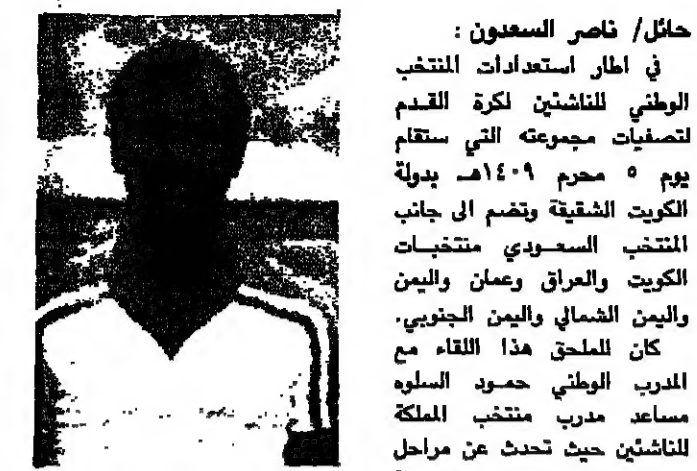 حائل/ ناصر السعدون :
في اطار استعدادات المنتخب
الوطني للناشئين لكرة القدم
لتصفيات مجموعته التي ستقام
يوم ٥ محرم ١٤٠٩هـ بدولة
الكويت الشقيقة وتضم الى جانب
المنتخب السعودي منتخبات
الكويت والعراق وعمان واليمن
واليمن الشمالي واليمن الجنوبي.
كان للملحق هذا اللقاء مع
المدرب الوطني حمود السلوه
مساعد مدرب منتخب المملكة
للناشئين حيث تحدث عن مراحل